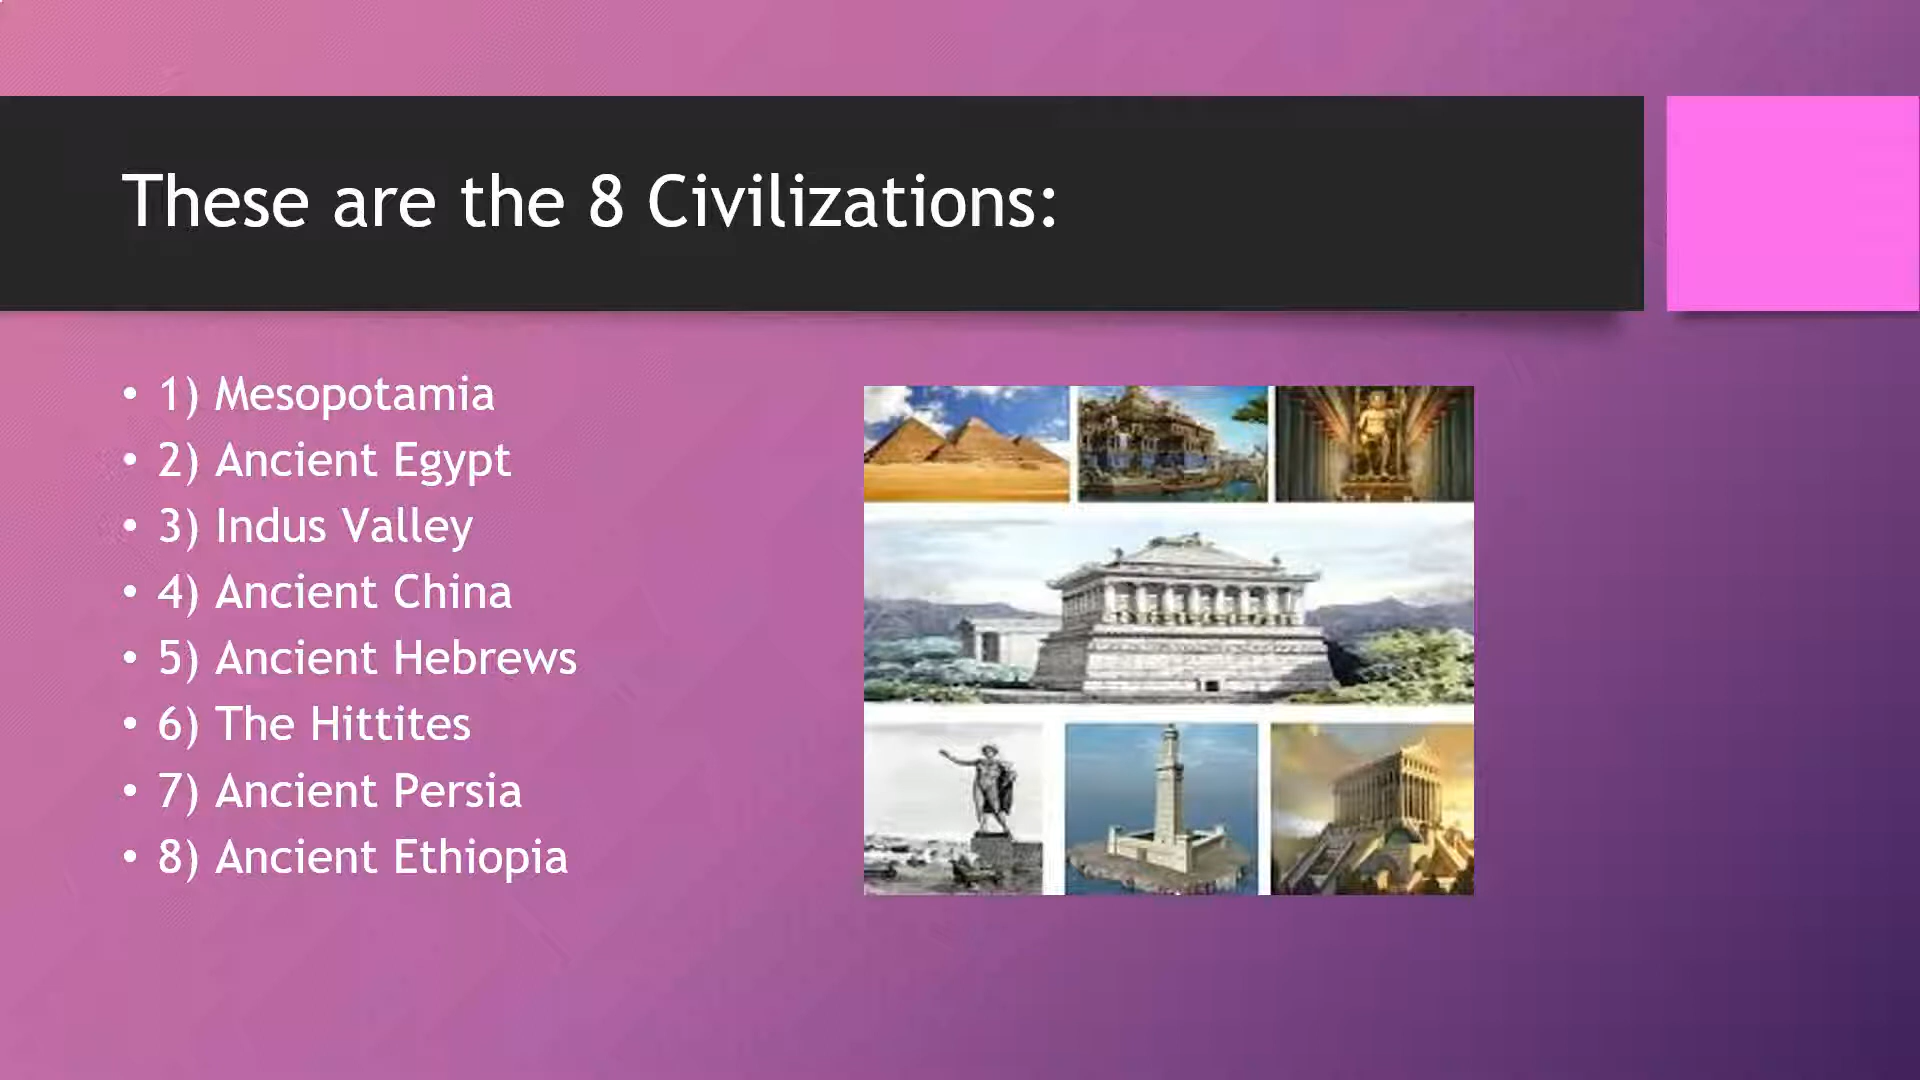 These are the 8 Civilizations:
• 1) Mesopotamia
• 2) Ancient Egypt
• 3) Indus Valley
• 4) Ancient China
• 5) Ancient Hebrews
• 6) The Hittites
• 7) Ancient Persia
• 8) Ancient Ethiopia